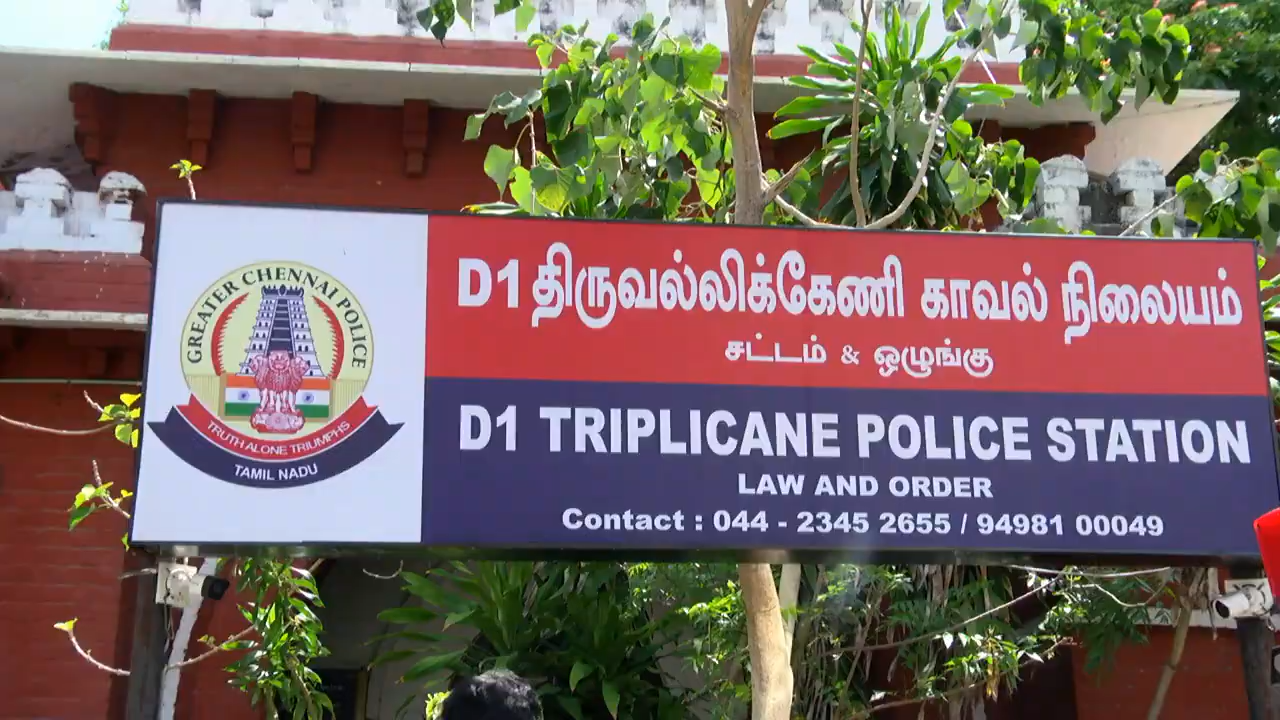 GREATER CHENNAI POLICE
TRUTH ALONE TRIUMPHS
TAMIL NADU
D1 திருவல்லிக்கேணி காவல் நிலையம்
சட்டம் & ஒழுங்கு
D1 TRIPLICANE POLICE STATION
LAW AND ORDER
Contact : 044 - 2345 2655 / 94981 00049